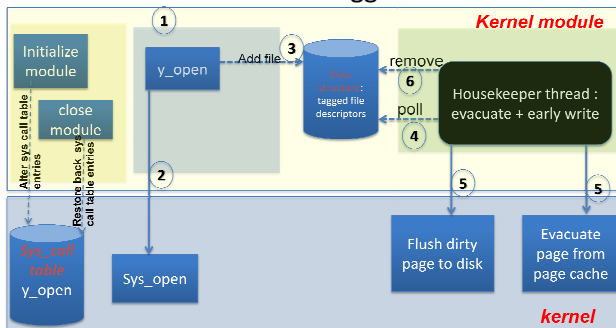 Kernel module
1
Initialize
module
close
module
y_open
Add file
3
: 
tagged file
descriptors
remove
6
poll
4
Housekeeper thread :
evacuate + early write
Alter sys call table
entries
Restore back sys
call table entries
2
5
5
Sys_call
table
y_open
Sys_open
Flush dirty
page to disk
Evacuate
page from
page cache
kernel